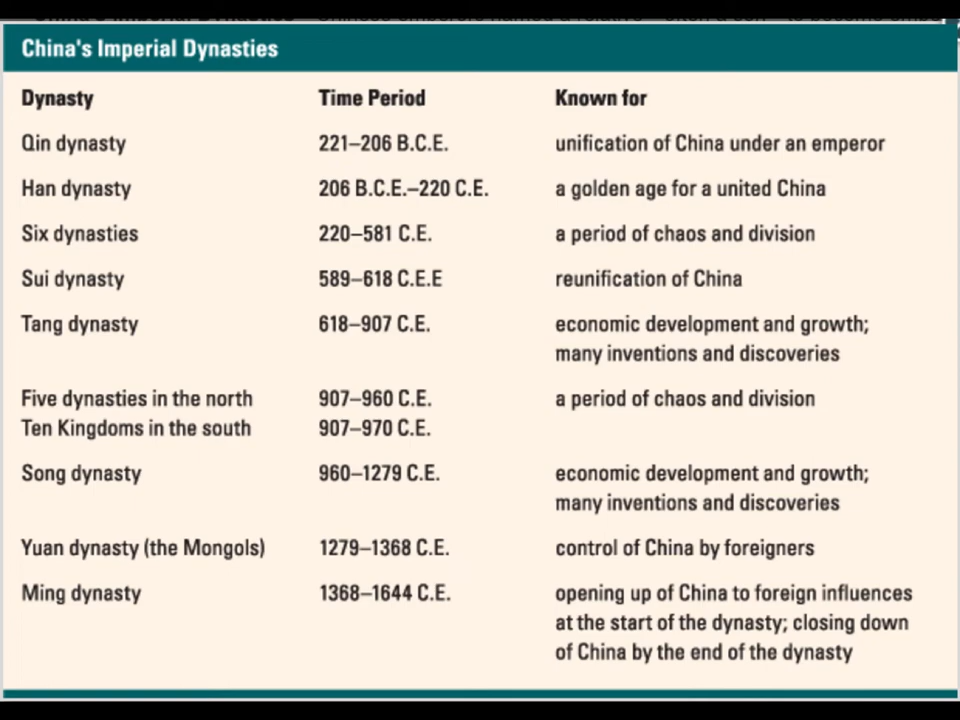 China's Imperial Dynasties
Dynasty Time Period Known for
Qin dynasty 221–206 B.C.E. unification of China under an emperor
Han dynasty 206 B.C.E.–220 C.E. a golden age for a united China
Six dynasties 220–581 C.E. a period of chaos and division
Sui dynasty 589–618 C.E.E reunification of China
Tang dynasty 618–907 C.E. economic development and growth;
many inventions and discoveries
Five dynasties in the north 907–960 C.E. a period of chaos and division
Ten Kingdoms in the south 907–970 C.E.
Song dynasty 960–1279 C.E. economic development and growth;
many inventions and discoveries
Yuan dynasty (the Mongols) 1279–1368 C.E. control of China by foreigners
Ming dynasty 1368–1644 C.E. opening up of China to foreign influences
at the start of the dynasty; closing down
of China by the end of the dynasty